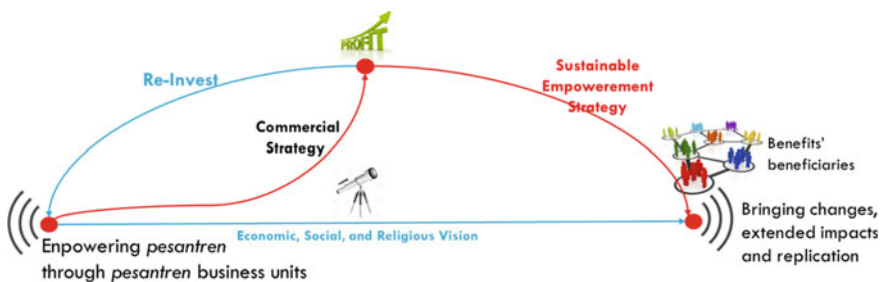 PROFIT
Re-Invest
Sustainable
Empowerement
Strategy
Commercial
Strategy
Benefits'
beneficiaries
Economic, Social, and Religious Vision
Enpowering pesantren
through pesantren business units
Bringing changes,
extended impacts
and replication